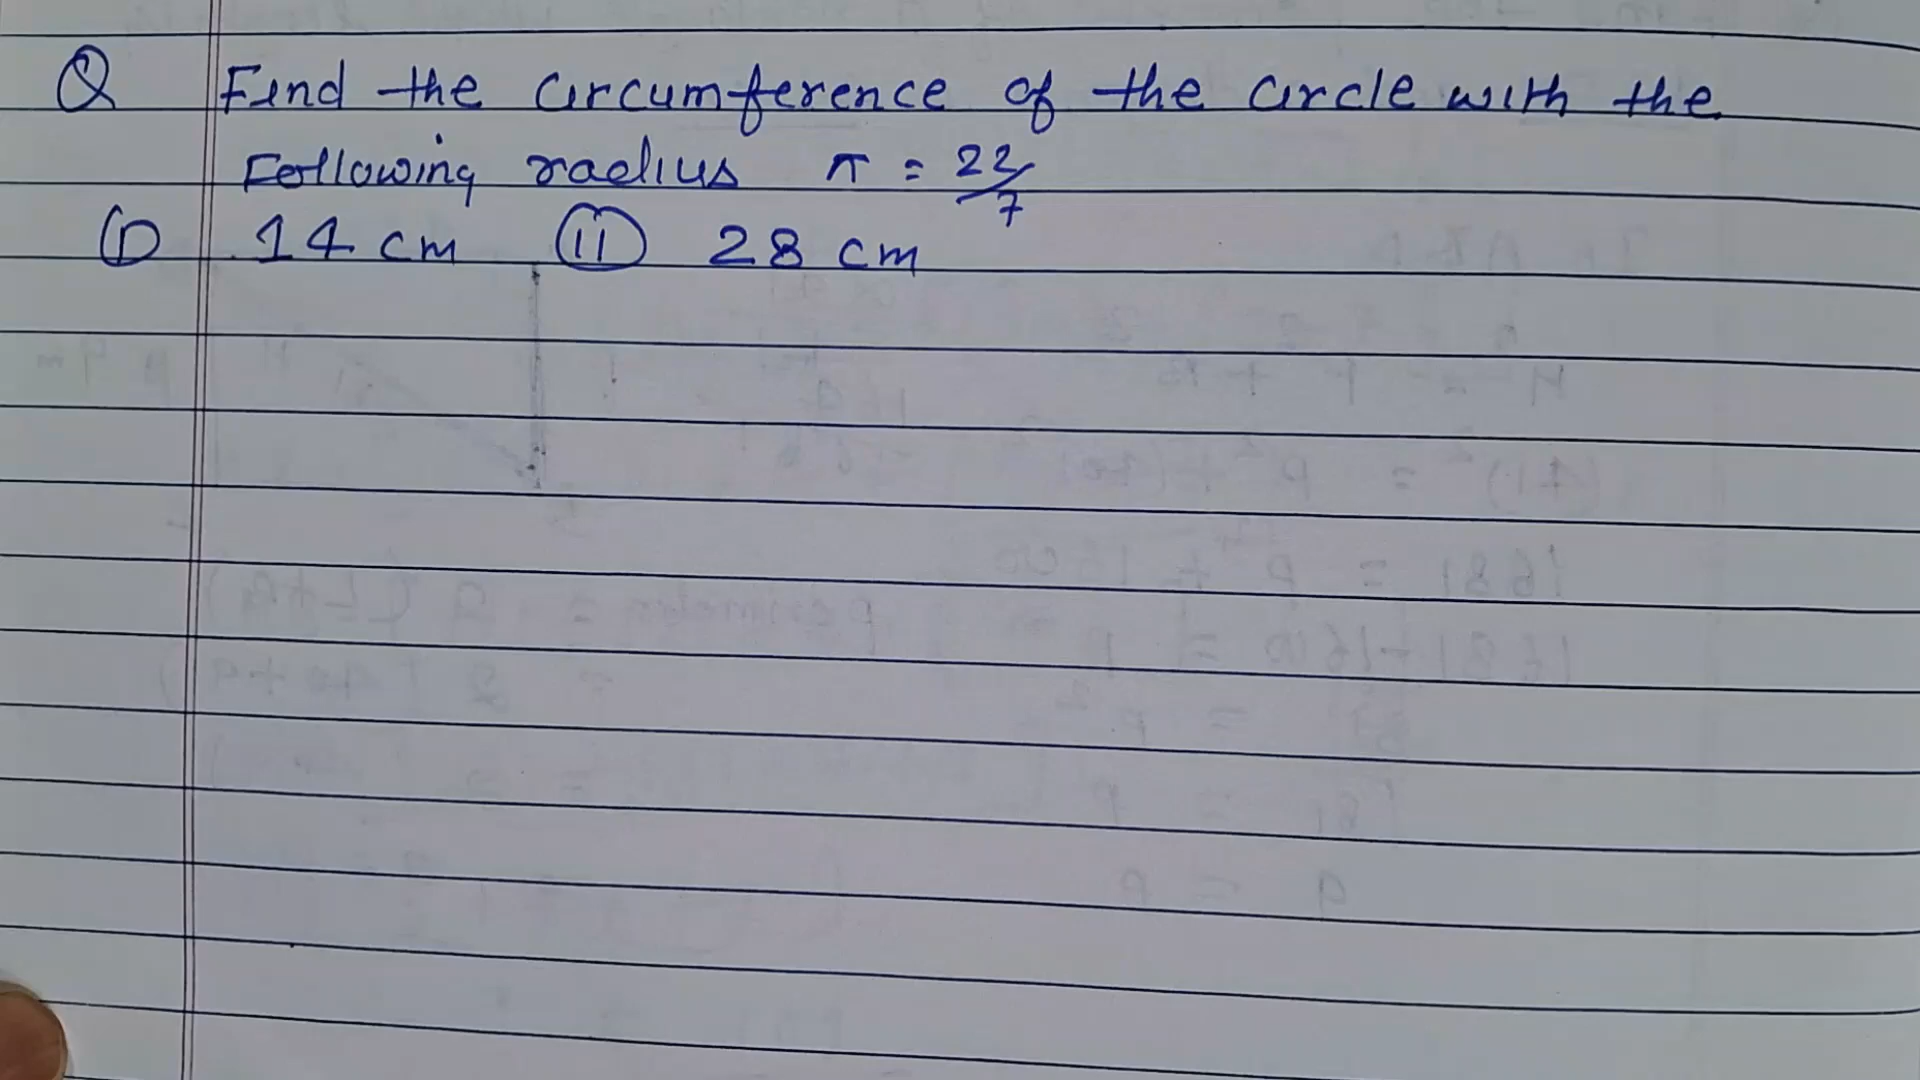 Q Find the circumference of the circle with the
Following radius π = 22/7
(i) 14 cm (ii) 28 cm